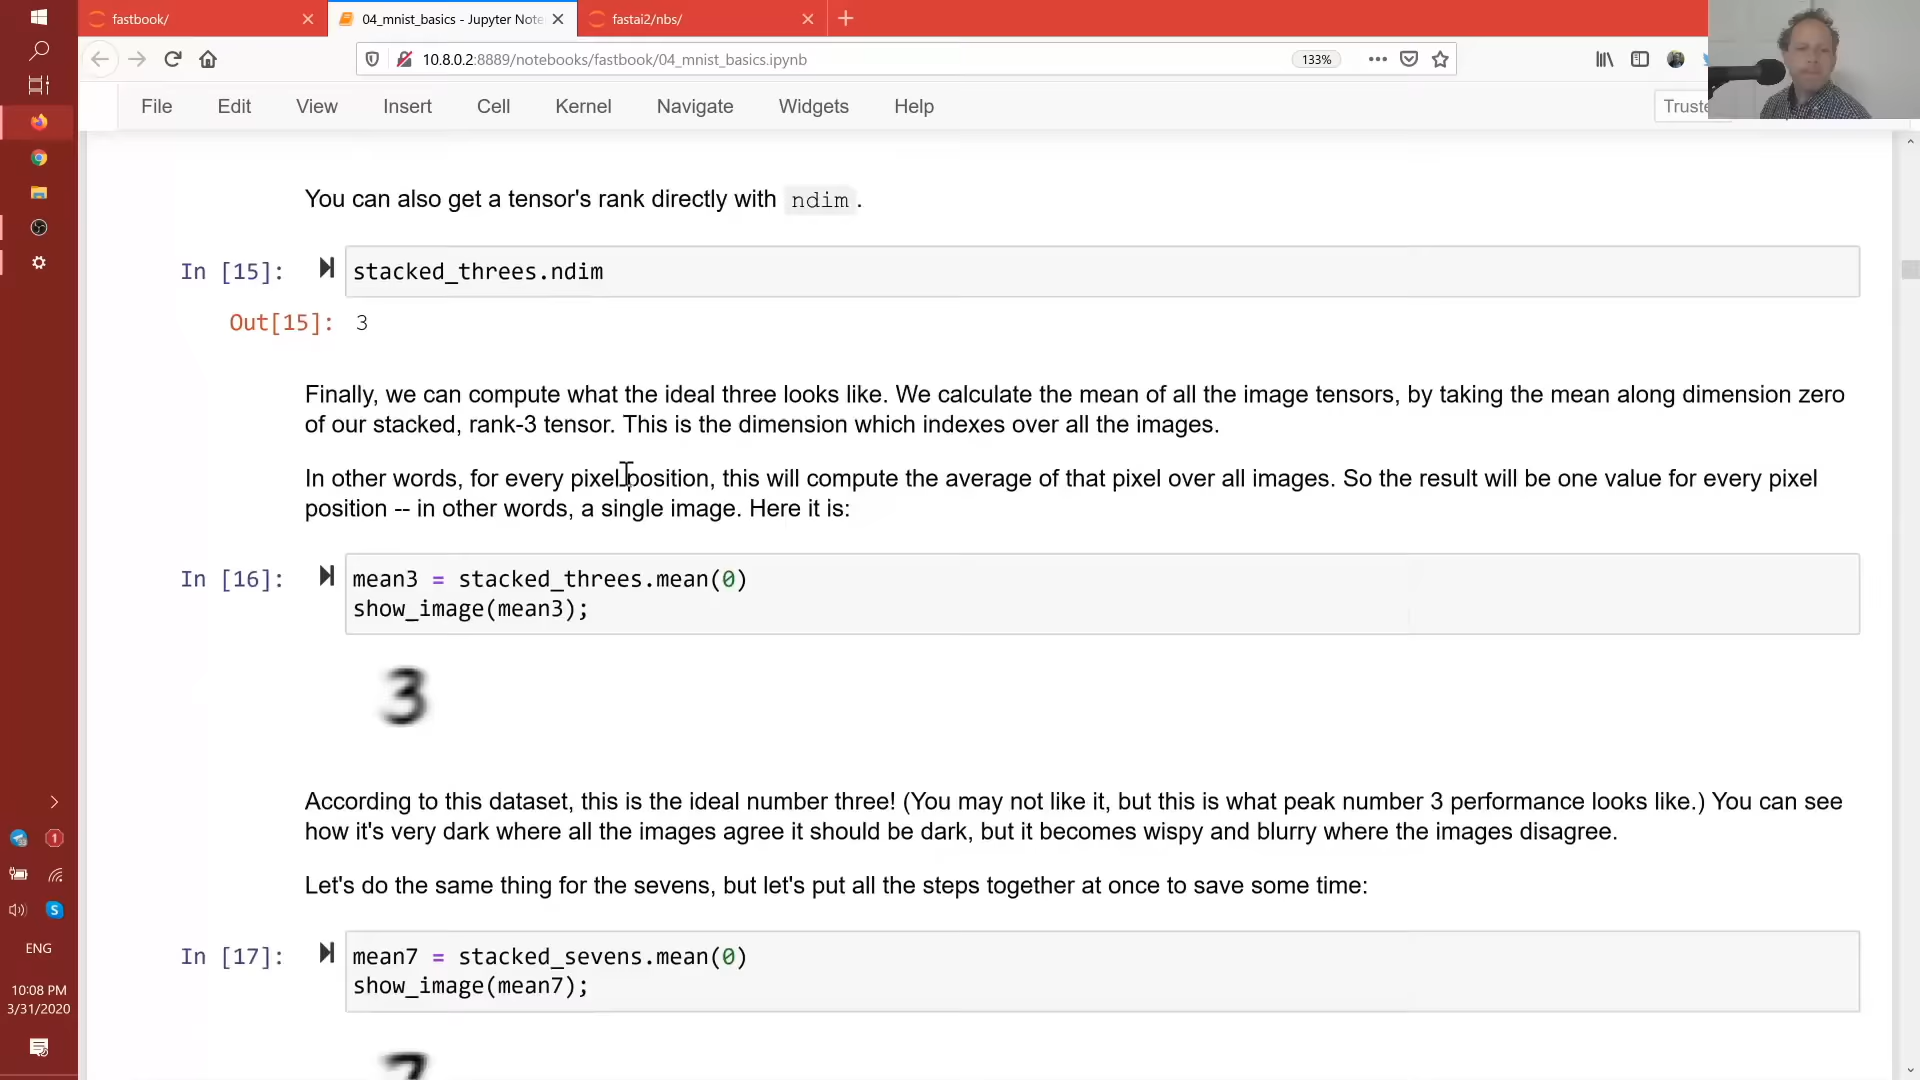 fastbook/
04_mnist_basics - Jupyter Note
fastai2/nbs/
10.8.0.2:8889/notebooks/fastbook/04_mnist_basics.ipynb
133%
File Edit View Insert Cell Kernel Navigate Widgets Help
Truste
You can also get a tensor's rank directly with ndim .
In [15]: stacked_threes.ndim
Out[15]: 3
Finally, we can compute what the ideal three looks like. We calculate the mean of all the image tensors, by taking the mean along dimension zero
of our stacked, rank-3 tensor. This is the dimension which indexes over all the images.
In other words, for every pixel position, this will compute the average of that pixel over all images. So the result will be one value for every pixel
position -- in other words, a single image. Here it is:
In [16]: mean3 = stacked_threes.mean(0)
show_image(mean3);
3
According to this dataset, this is the ideal number three! (You may not like it, but this is what peak number 3 performance looks like.) You can see
how it's very dark where all the images agree it should be dark, but it becomes wispy and blurry where the images disagree.
Let's do the same thing for the sevens, but let's put all the steps together at once to save some time:
In [17]: mean7 = stacked_sevens.mean(0)
show_image(mean7);
7
1
S
ENG
10:08 PM
3/31/2020